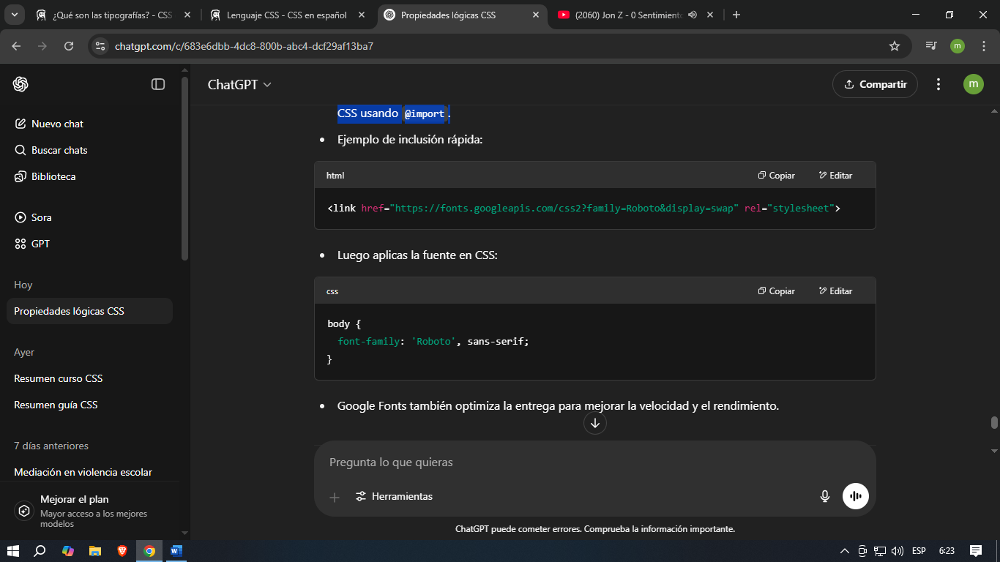 ¿Qué son las tipografías? - CSS
Lenguaje CSS - CSS en español
Propiedades lógicas CSS
(2060) Jon Z - 0 Sentimiento
chatgpt.com/c/683e6dbb-4dc8-800b-abc4-dcf29af13ba7
m
ChatGPT
Compartir
m
Nuevo chat
Buscar chats
Biblioteca
Sora
GPT
Hoy
Propiedades lógicas CSS
Ayer
Resumen curso CSS
Resumen guía CSS
7 días anteriores
Mediación en violencia escolar
Mejorar el plan
Mayor acceso a los mejores
modelos
CSS usando @import.
• Ejemplo de inclusión rápida:
html
Copiar
Editar
<link href="https://fonts.googleapis.com/css2?family=Roboto&display=swap" rel="stylesheet">
• Luego aplicas la fuente en CSS:
css
Copiar
Editar
body {
font-family: 'Roboto', sans-serif;
}
• Google Fonts también optimiza la entrega para mejorar la velocidad y el rendimiento.
Pregunta lo que quieras
Herramientas
ChatGPT puede cometer errores. Comprueba la información importante.
ESP
6:23